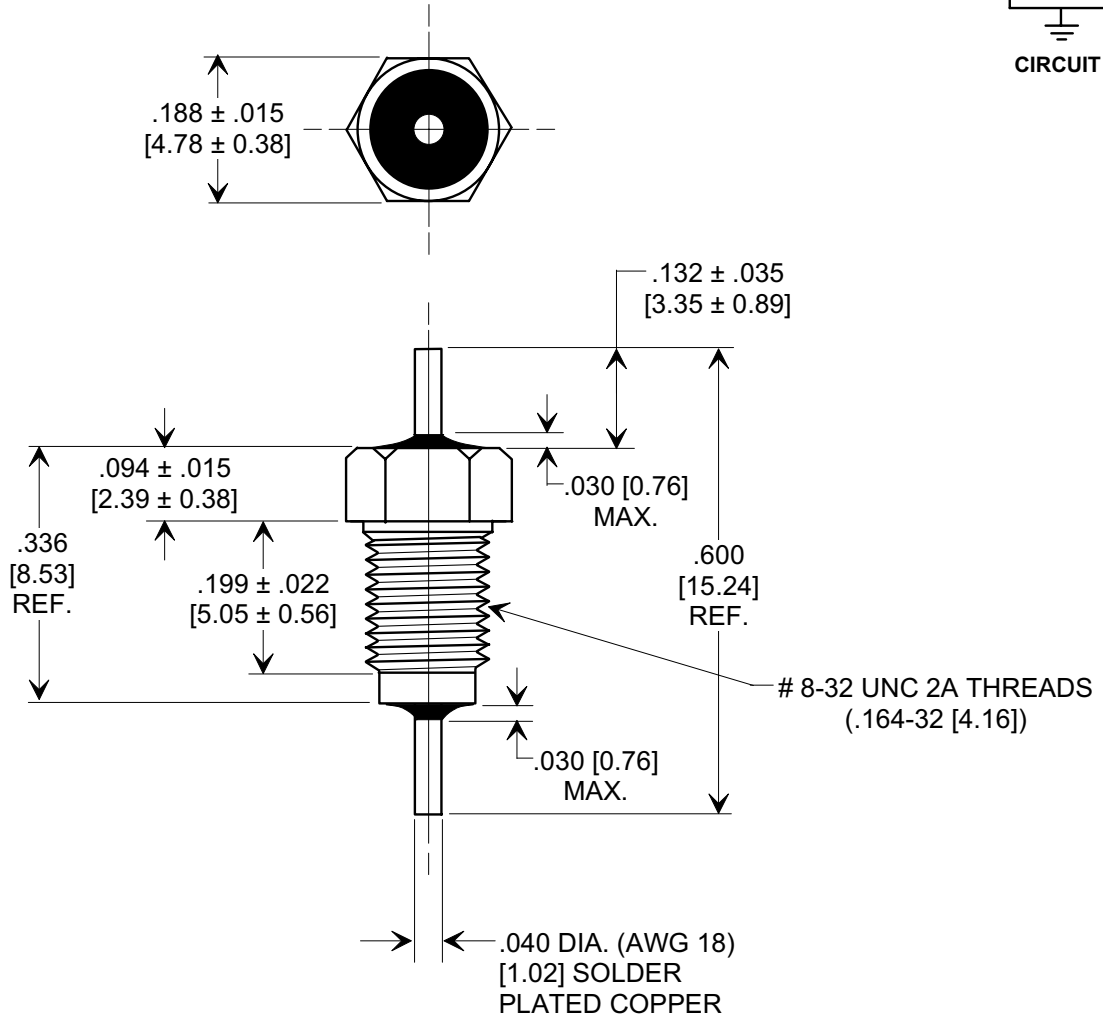 CIRCUIT
.188 ± .015
[4.78 ± 0.38]
.132 ± .035
[3.35 ± 0.89]
.094 ± .015
[2.39 ± 0.38]
.030 [0.76]
MAX.
.336
[8.53]
REF.
.199 ± .022
[5.05 ± 0.56]
.600
[15.24]
REF.
# 8-32 UNC 2A THREADS
(.164-32 [4.16])
.030 [0.76]
MAX.
.040 DIA. (AWG 18)
[1.02] SOLDER
PLATED COPPER